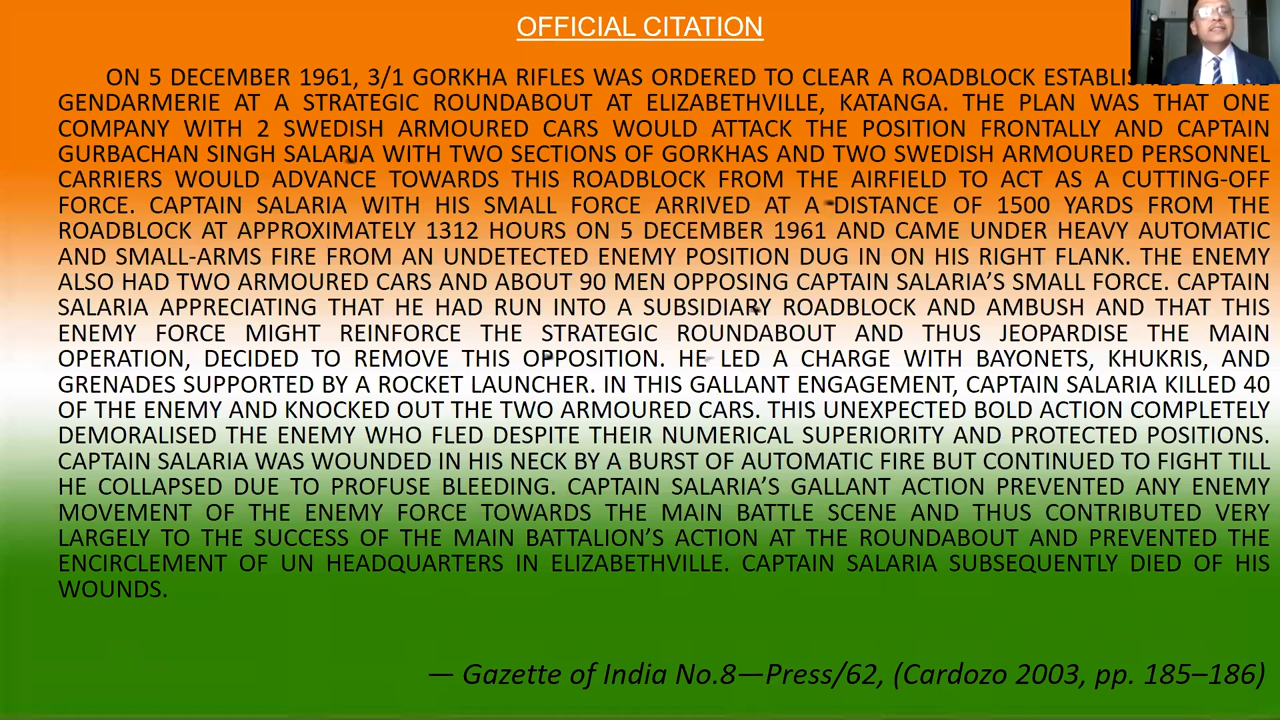 OFFICIAL CITATION
ON 5 DECEMBER 1961, 3/1 GORKHA RIFLES WAS ORDERED TO CLEAR A ROADBLOCK
GENDARMERIE AT A STRATEGIC ROUNDABOUT AT ELIZABETHVILLE, KATANGA. THE PLAN WAS THAT ONE
COMPANY WITH 2 SWEDISH ARMOURED CARS WOULD ATTACK THE POSITION FRONTALLY AND CAPTAIN
GURBACHAN SINGH SALARIA WITH TWO SECTIONS OF GORKHAS AND TWO SWEDISH ARMOURED PERSONNEL
CARRIERS WOULD ADVANCE TOWARDS THIS ROADBLOCK FROM THE AIRFIELD TO ACT AS A CUTTING-OFF
FORCE. CAPTAIN SALARIA WITH HIS SMALL FORCE ARRIVED AT A DISTANCE OF 1500 YARDS FROM THE
ROADBLOCK AT APPROXIMATELY 1312 HOURS ON 5 DECEMBER 1961 AND CAME UNDER HEAVY AUTOMATIC
AND SMALL-ARMS FIRE FROM AN UNDETECTED ENEMY POSITION DUG IN ON HIS RIGHT FLANK. THE ENEMY
ALSO HAD TWO ARMOURED CARS AND ABOUT 90 MEN OPPOSING CAPTAIN SALARIA'S SMALL FORCE. CAPTAIN
SALARIA APPRECIATING THAT HE HAD RUN INTO A SUBSIDIARY ROADBLOCK AND AMBUSH AND THAT THIS
ENEMY FORCE MIGHT REINFORCE THE STRATEGIC ROUNDABOUT AND THUS JEOPARDISE THE MAIN
OPERATION, DECIDED TO REMOVE THIS OPPOSITION. HE LED A CHARGE WITH BAYONETS, KHUKRIS, AND
GRENADES SUPPORTED BY A ROCKET LAUNCHER. IN THIS GALLANT ENGAGEMENT, CAPTAIN SALARIA KILLED 40
OF THE ENEMY AND KNOCKED OUT THE TWO ARMOURED CARS. THIS UNEXPECTED BOLD ACTION COMPLETELY
DEMORALISED THE ENEMY WHO FLED DESPITE THEIR NUMERICAL SUPERIORITY AND PROTECTED POSITIONS.
CAPTAIN SALARIA WAS WOUNDED IN HIS NECK BY A BURST OF AUTOMATIC FIRE BUT CONTINUED TO FIGHT TILL
HE COLLAPSED DUE TO PROFUSE BLEEDING. CAPTAIN SALARIA'S GALLANT ACTION PREVENTED ANY ENEMY
MOVEMENT OF THE ENEMY FORCE TOWARDS THE MAIN BATTLE SCENE AND THUS CONTRIBUTED VERY
LARGELY TO THE SUCCESS OF THE MAIN BATTALION'S ACTION AT THE ROUNDABOUT AND PREVENTED THE
ENCIRCLEMENT OF UN HEADQUARTERS IN ELIZABETHVILLE. CAPTAIN SALARIA SUBSEQUENTLY DIED OF HIS
WOUNDS.
— Gazette of India No.8—Press/62, (Cardozo 2003, pp. 185–186)